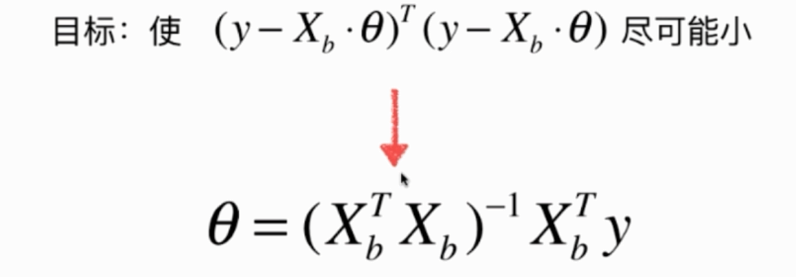 目标：使 (y − X_b · θ)^T (y − X_b · θ) 尽可能小
θ = (X_b^T X_b)^{−1} X_b^T y